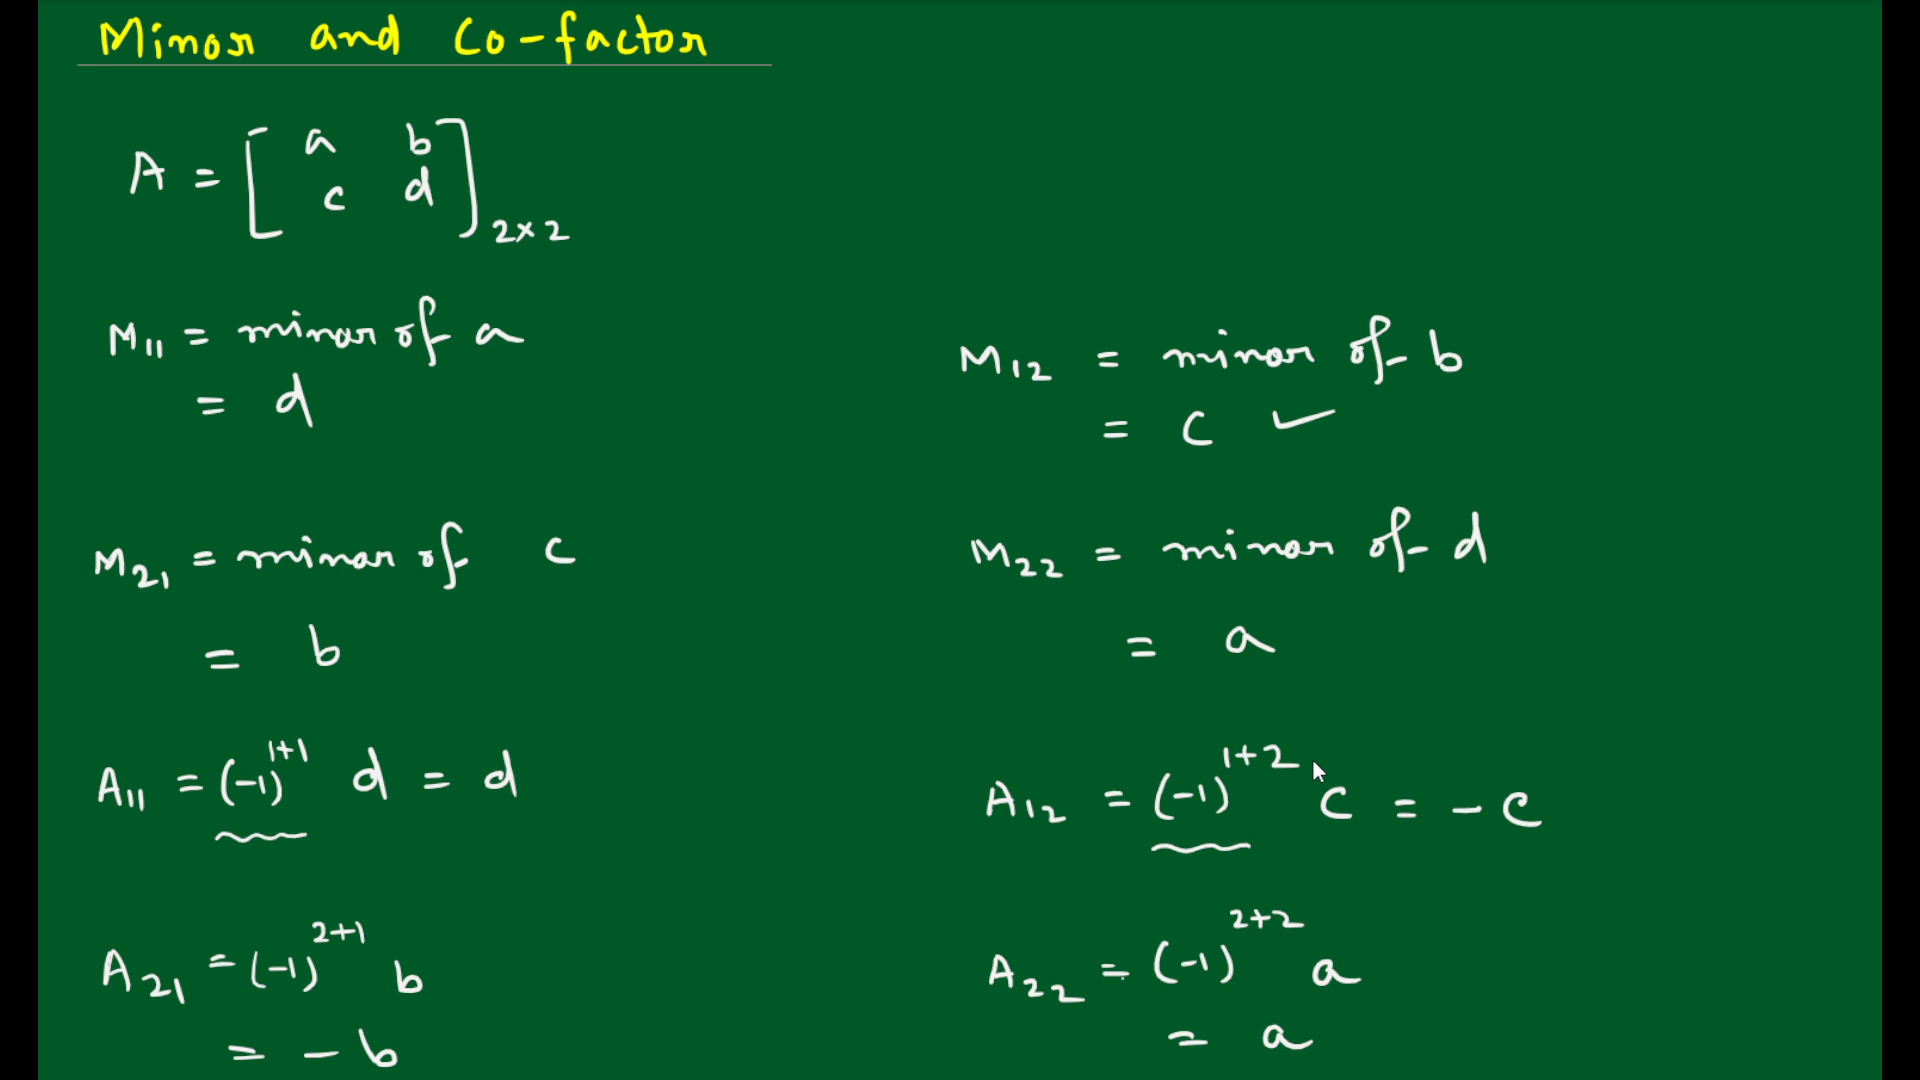 Minor and Co-factor
A = [ a b
c d ] 2×2
M11 = minor of a
= d
M12 = minor of b
= c ✓
M21 = minor of c
= b
M22 = minor of d
= a
A11 = (-1)^1+1 d = d
A12 = (-1)^1+2 c = - c
A21 = (-1)^2+1 b
= - b
A22 = (-1)^2+2 a
= a